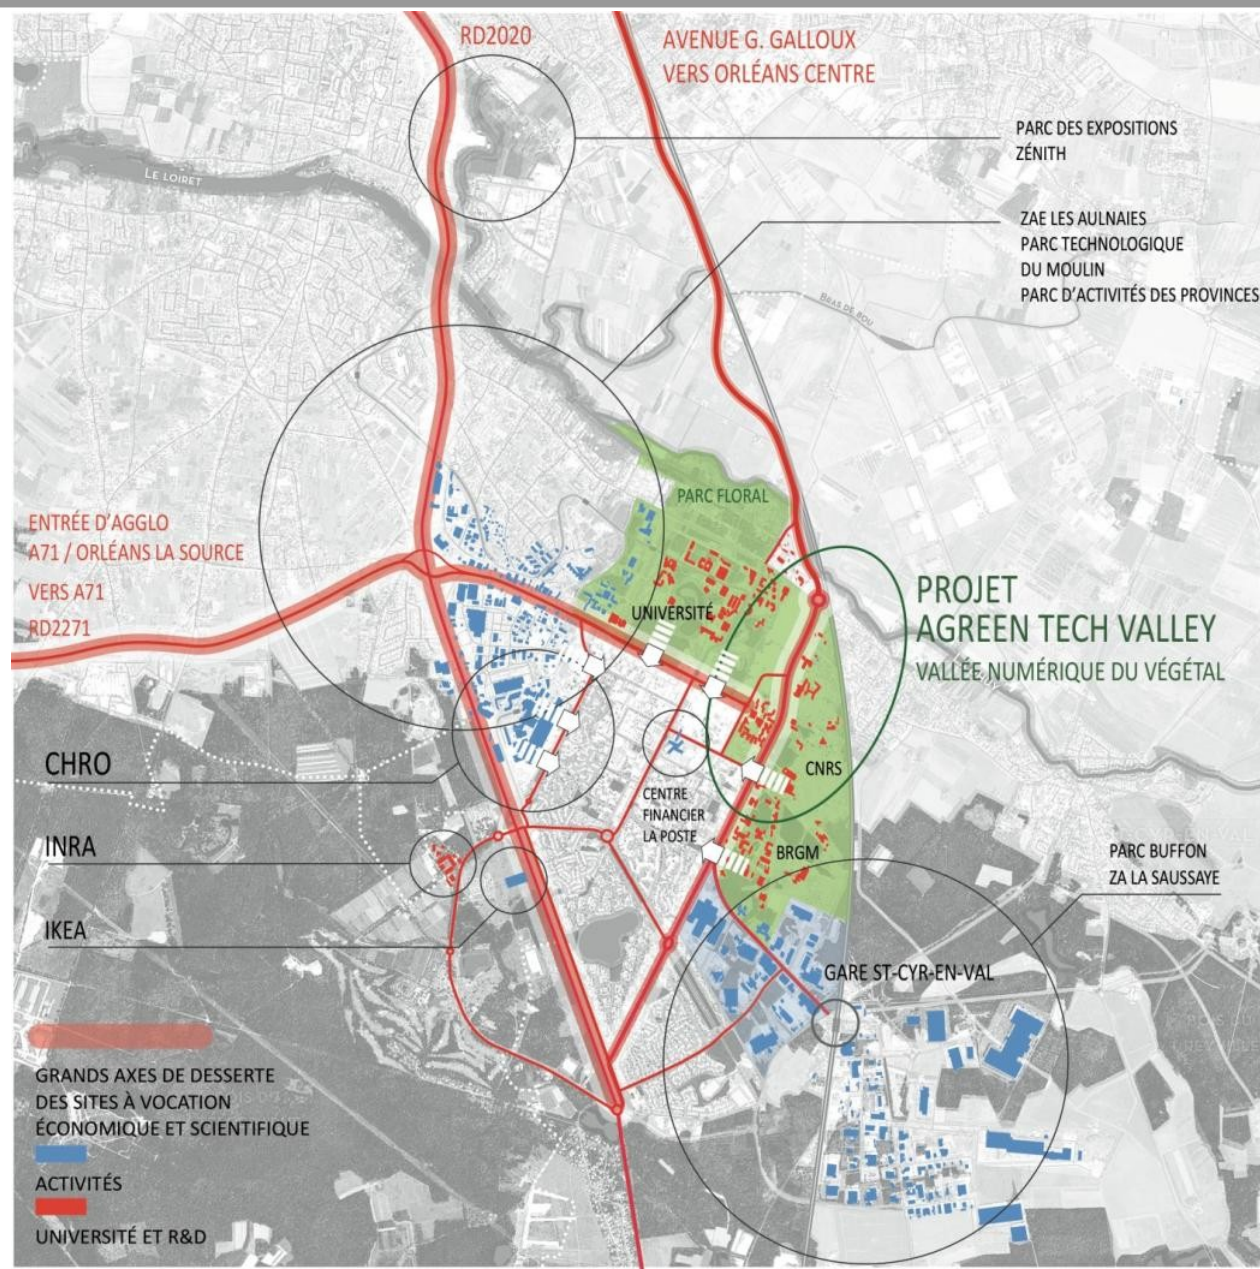 RD2020
AVENUE G. GALLOUX
VERS ORLÉANS CENTRE
PARC DES EXPOSITIONS
ZÉNITH
LE LOIRET
ZAE LES AULNAIES
PARC TECHNOLOGIQUE
DU MOULIN
PARC D'ACTIVITÉS DES PROVINCES
BRAS DE BOU
PARC FLORAL
ENTRÉE D'AGGLO
A71 / ORLÉANS LA SOURCE
VERS A71
RD2271
UNIVERSITÉ
PROJET
AGREEN TECH VALLEY
VALLÉE NUMÉRIQUE DU VÉGÉTAL
CHRO
CNRS
CENTRE
FINANCIER
LA POSTE
INRA
BRGM
PARC BUFFON
ZA LA SAUSSAYE
IKEA
GARE ST-CYR-EN-VAL
GRANDS AXES DE DESSERTE
DES SITES À VOCATION
ÉCONOMIQUE ET SCIENTIFIQUE
ACTIVITÉS
UNIVERSITÉ ET R&D